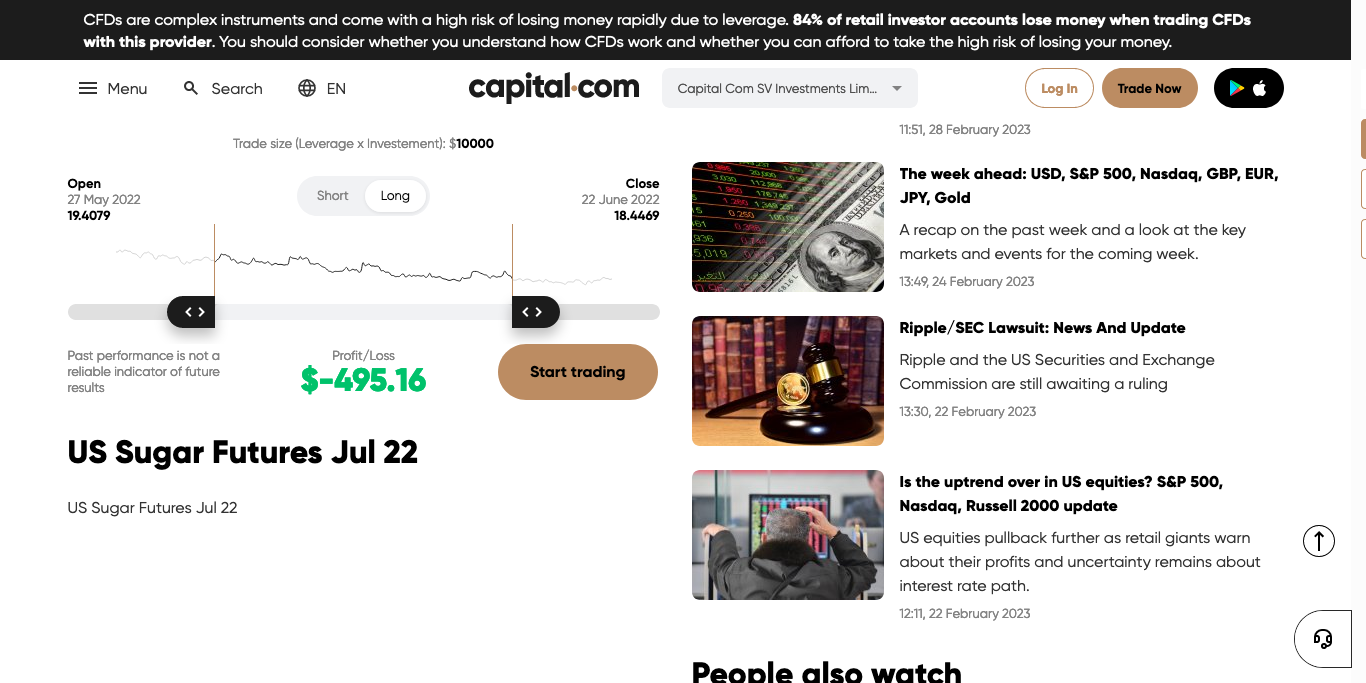 CFDs are complex instruments and come with a high risk of losing money rapidly due to leverage. 84% of retail investor accounts lose money when trading CFDs
with this provider. You should consider whether you understand how CFDs work and whether you can afford to take the high risk of losing your money.
Menu
Search
EN
capital.com
Capital Com SV Investments Lim...
Log In
Trade Now
Trade size (Leverage x Investement): $10000
Open
27 May 2022
19.4079
Short
Long
Close
22 June 2022
18.4469
Past performance is not a
reliable indicator of future
results
Profit/Loss
$-495.16
Start trading
US Sugar Futures Jul 22
US Sugar Futures Jul 22
11:51, 28 February 2023
The week ahead: USD, S&P 500, Nasdaq, GBP, EUR,
JPY, Gold
A recap on the past week and a look at the key
markets and events for the coming week.
13:49, 24 February 2023
Ripple/SEC Lawsuit: News And Update
Ripple and the US Securities and Exchange
Commission are still awaiting a ruling
13:30, 22 February 2023
Is the uptrend over in US equities? S&P 500,
Nasdaq, Russell 2000 update
US equities pullback further as retail giants warn
about their profits and uncertainty remains about
interest rate path.
12:11, 22 February 2023
People also watch